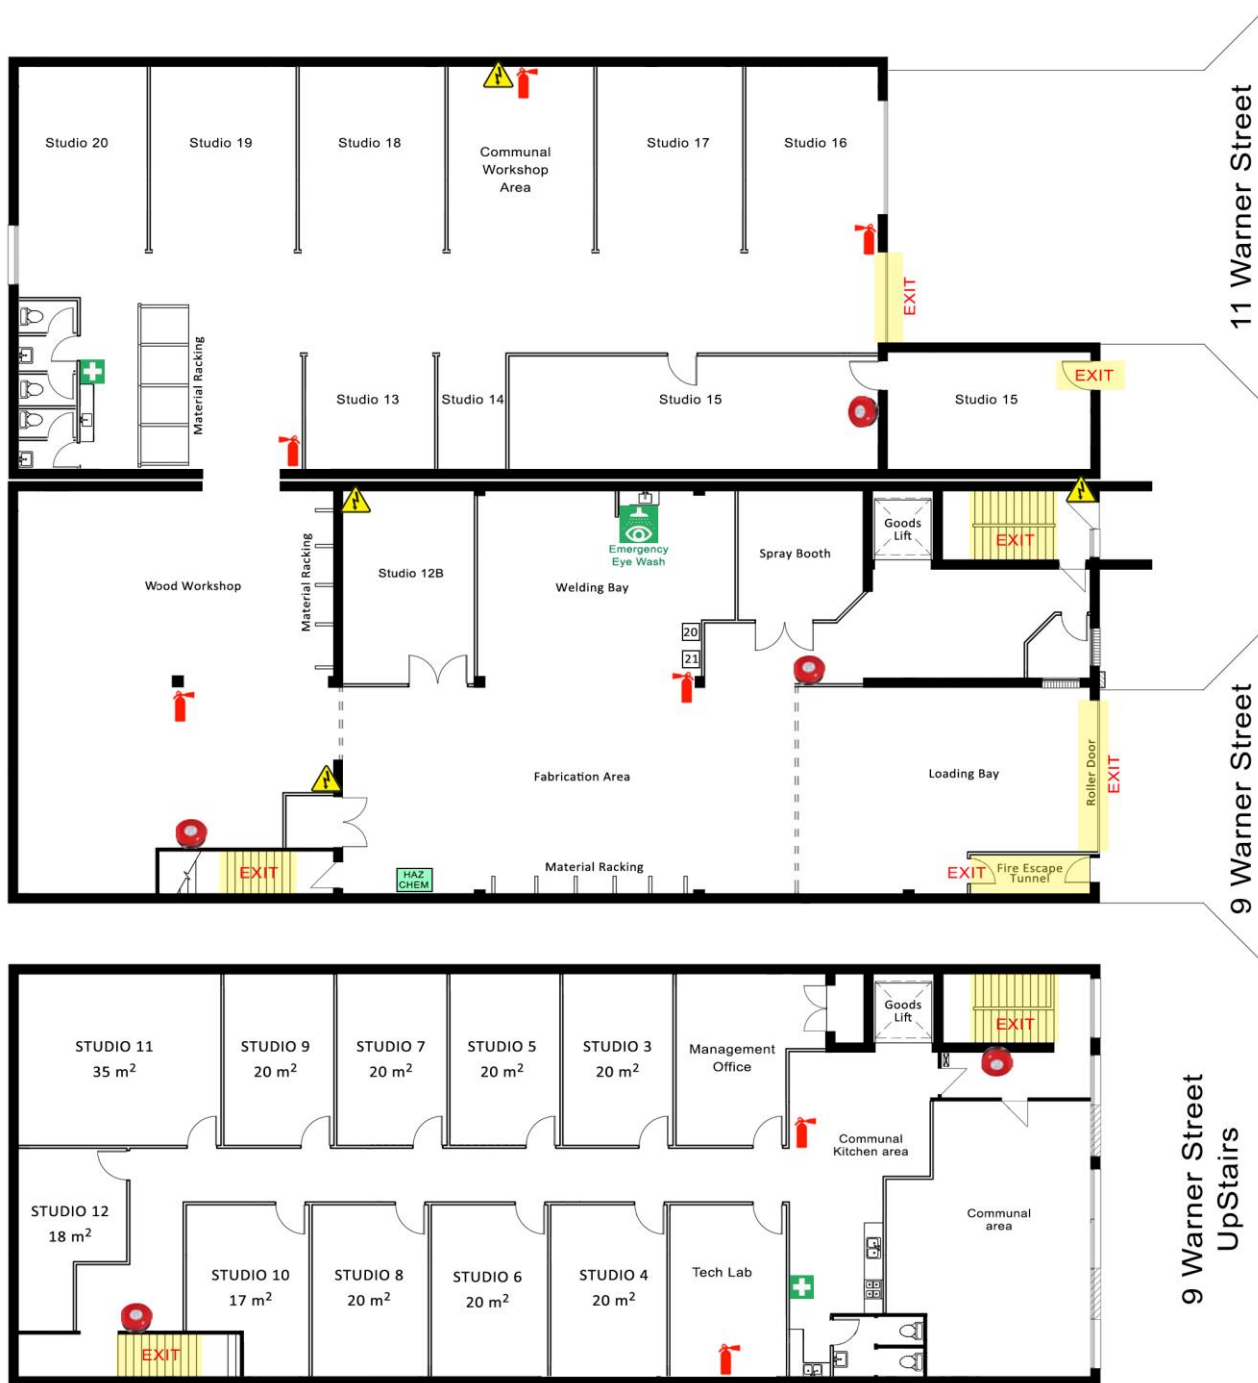 Studio 20
Studio 19
Studio 18
Communal
Workshop
Area
Studio 17
Studio 16
11 Warner Street
EXIT
Material Racking
Studio 13
Studio 14
Studio 15
Studio 15
EXIT
Wood Workshop
Material Racking
Studio 12B
Emergency
Eye Wash
Welding Bay
Spray Booth
Goods
Lift
EXIT
20
21
Fabrication Area
Loading Bay
Roller Door
EXIT
9 Warner Street
EXIT
HAZ
CHEM
Material Racking
EXIT
Fire Escape
Tunnel
STUDIO 11
35 m²
STUDIO 9
20 m²
STUDIO 7
20 m²
STUDIO 5
20 m²
STUDIO 3
20 m²
Management
Office
Goods
Lift
EXIT
Communal
Kitchen area
9 Warner Street
UpStairs
STUDIO 12
18 m²
STUDIO 10
17 m²
STUDIO 8
20 m²
STUDIO 6
20 m²
STUDIO 4
20 m²
Tech Lab
Communal
area
EXIT